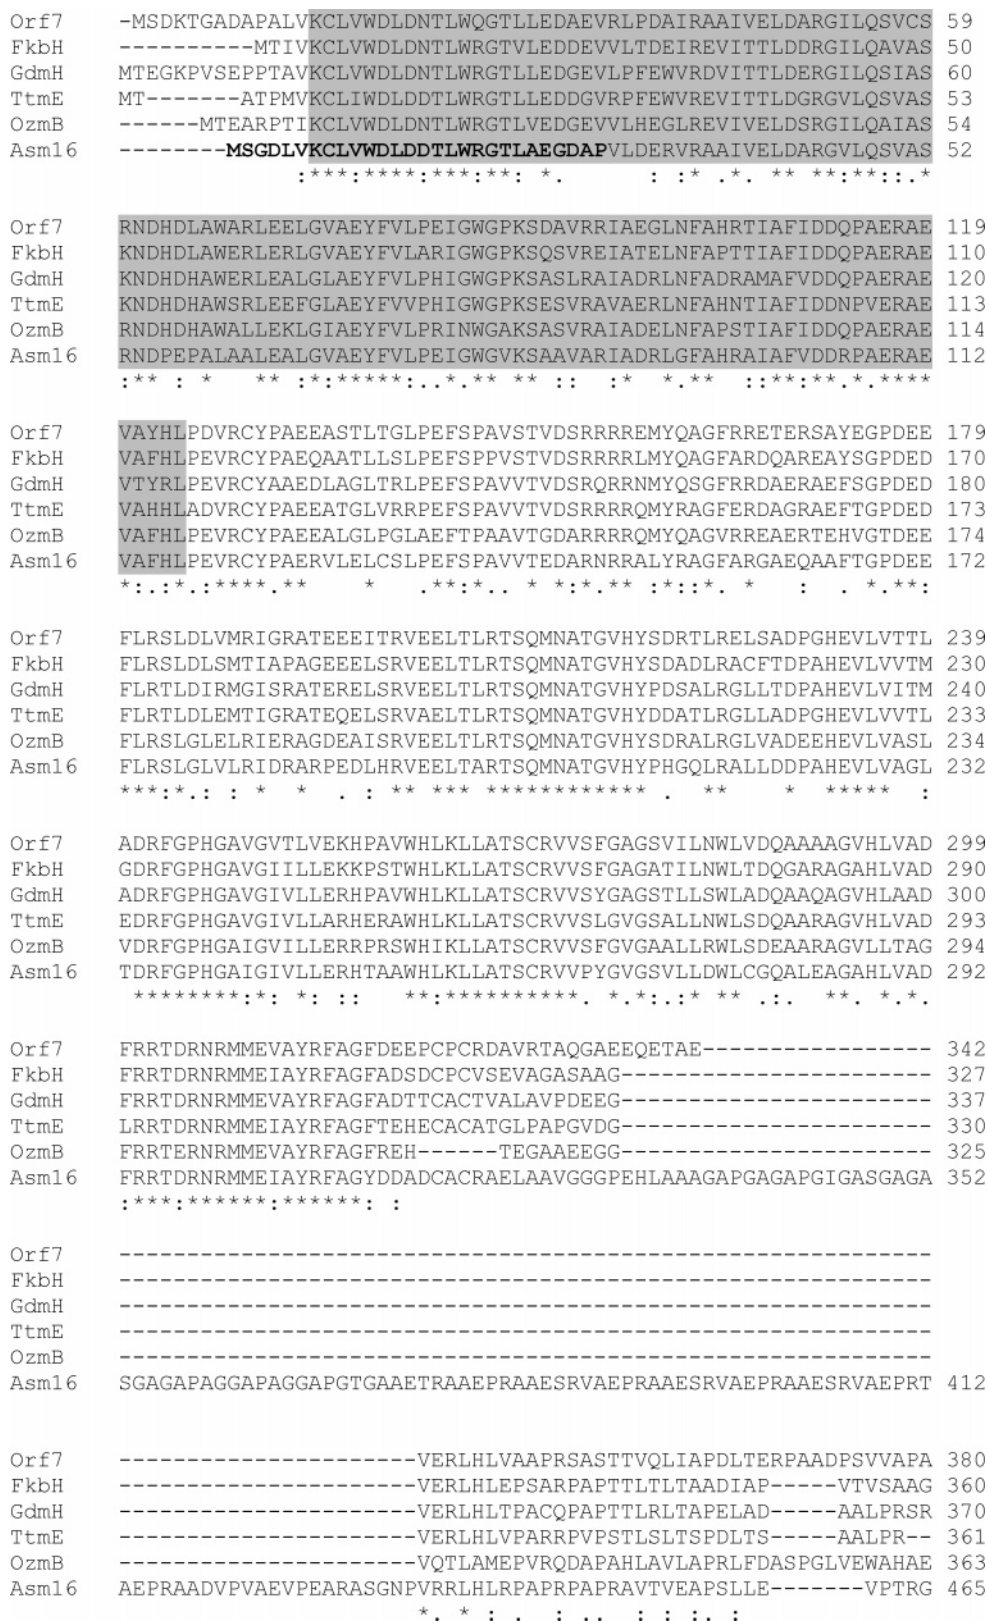 Orf7 -MSDKTGADAPALVKCLVWDLDNTLWQGTLLEDAEVRLPDAIRAAIVELDARGILQSVCS 59
FkbH ----------MTIVKCLVWDLDNTLWRGTVLEDDEVVLTDEIREVITTLDDRGILQAVAS 50
GdmH MTEGKPVSEPPTAVKCLVWDLDNTLWRGTLLEDGEVLPFEWVRDVITTLDERGILQSIAS 60
TtmE MT-------ATPMVKCLIWDLDDTLWRGTLLEDDGVRPFEWVREVITTLDGRGVLQSVAS 53
OzmB ------MTEARPTIKCLVWDLDNTLWRGTLVEDGEVVLHEGLREVIVELDSRGILQAIAS 54
Asm16 --------MSGDLVKCLVWDLDDTLWRGTLAEGDAPVLDERVRAAIVELDARGVLQSVAS 52
:***:****:***:**: *. : :* .*. ** **:**::.*
Orf7 RNDHDLAWARLEELGVAEYFVLPEIGWGPKSDAVRRIAEGLNFAHRTIAFIDDQPAERAE 119
FkbH KNDHDLAWERLERLGVAEYFVLARIGWGPKSQSVREIATELNFAPTTIAFIDDQPAERAE 110
GdmH KNDHDHAWERLEALGLAEYFVLPAIGWGPKSASLRAIADRLNFADRAMAFVDDQPAERAE 120
TtmE KNDHDHAWSRLEEFGLAEYFVVPHIGWGPKSESVRAVAERLNFAHNTIAFIDDNPVERAE 113
OzmB RNDHDHAWALLEKLGIAEYFVLPRINWGAKSASVRAIADELNFAPSTIAFIDDQPAERAE 114
Asm16 RNDPEPALAALEALGVAEYFVLPEIGWGVKSAAVARIADRLGFAHRAIAFVDDRPAERAE 112
:** : * ** :*:*****:..*.** ** :: :* *.** ::**:**.*.****
Orf7 VAYHLPDVRCYPAEEASTLTGLPEFSPAVSTVDSRRRREMYQAGFRRETERSAYEGPDEE 179
FkbH VAFHLPEVRCYPAEQAATLLSLPEFSPPVSTVDSRRRRLMYQAGFARDQAREAYSGPDED 170
GdmH VTYRLPEVRCYAAEDLAGLTRLPEFSPAVVTVDSRQRRNMYQSGFRRDAERAEFSGPDED 180
TtmE VAHHLADVRCYPAEEATGLVRRPEFSPAVVTVDSRRRRQMYRAGFERDAGRAEFTGPDED 173
OzmB VAFHLPEVRCYPAEEALGLPGLAEFTPAAVTGDARRRRQMYQAGVRREAERTEHVGTDEE 174
Asm16 VAFHLPEVRCYPAERVLELCSLPEFSPAVVTEDARNRRALYRAGFARGAEQAAFTGPDEE 172
*:.:*.:****.** * .**:*.. * *:*.** :*::*. * : . *.**:
Orf7 FLRSLDLVMRIGRATEEEITRVEELTLRTSQMNATGVHYSDRTLRELSADPGHEVLVTTL 239
FkbH FLRSLDLSMTIAPAGEEELSRVEELTLRTSQMNATGVHYSDADLRACFTDPAHEVLVVTM 230
GdmH FLRTLDIRMGISRATERELSRVEELTLRTSQMNATGVHYPDSALRGLLTDPAHEVLVITM 240
TtmE FLRTLDLEMTIGRATEQELSRVAELTLRTSQMNATGVHYDDATLRGLLADPGHEVLVVTL 233
OzmB FLRSLGLELRIERAGDEAISRVEELTLRTSQMNATGVHYSDRALRGLVADEEHEVLVASL 234
Asm16 FLRSLGLVLRIDRARPEDLHRVEELTARTSQMNATGVHYPHGQLRALLDDPAHEVLVAGL 232
***:*.: : * * . : ** *** ************ . ** * ***** :
Orf7 ADRFGPHGAVGVTLVEKHPAVWHLKLLATSCRVVSFGAGSVILNWLVDQAAAAGVHLVAD 299
FkbH GDRFGPHGAVGIILLEKKPSTWHLKLLATSCRVVSFGAGATILNWLTDQGARAGAHLVAD 290
GdmH ADRFGPHGAVGIVLLERHPAVWHLKLLATSCRVVSYGAGSTLLSWLADQAAQAGVHLAAD 300
TtmE EDRFGPHGAVGIVLLARHERAWHLKLLATSCRVVSLGVGSALLNWLSDQAARAGVHLVAD 293
OzmB VDRFGPHGAIGVILLERRPRSWHIKLLATSCRVVSFGVGAALLRWLSDEAARAGVLLTAG 294
Asm16 TDRFGPHGAIGIVLLERHTAAWHLKLLATSCRVVPYGVGSVLLDWLCGQALEAGAHLVAD 292
********:*: *: :: **:**********. *.*:.:* ** .:. **. *.*.
Orf7 FRRTDRNRMMEVAYRFAGFDEEPCPCRDAVRTAQGAEEQETAE----------------- 342
FkbH FRRTDRNRMMEIAYRFAGFADSDCPCVSEVAGASAAG----------------------- 327
GdmH FRRTDRNRMMEVAYRFAGFADTTCACTVALAVPDEEG----------------------- 337
TtmE LRRTDRNRMMEIAYRFAGFTEHECACATGLPAPGVDG----------------------- 330
OzmB FRRTERNRMMEVAYRFAGFREH------TEGAAEEGG----------------------- 325
Asm16 FRRTDRNRMMEIAYRFAGYDDADCACRAELAAVGGGPEHLAAAGAPGAGAPGIGASGAGA 352
:***:******:******: :
Orf7 ------------------------------------------------------------
FkbH ------------------------------------------------------------
GdmH ------------------------------------------------------------
TtmE ------------------------------------------------------------
OzmB ------------------------------------------------------------
Asm16 SGAGAPAGGAPAGGAPGTGAAETRAAEPRAAESRVAEPRAAESRVAEPRAAESRVAEPRT 412
Orf7 ----------------------VERLHLVAAPRSASTTVQLIAPDLTERPAADPSVVAPA 380
FkbH ----------------------VERLHLEPSARPAPTTLTLTAADIAP-----VTVSAAG 360
GdmH ----------------------VERLHLTPACQPAPTTLRLTAPELAD-----AALPRSR 370
TtmE ----------------------VERLHLVPARRPVPSTLSLTSPDLTS-----AALPR-- 361
OzmB ----------------------VQTLAMEPVRQDAPAHLAVLAPRLFDASPGLVEWAHAE 363
Asm16 AEPRAADVPVAEVPEARASGNPVRRLHLRPAPRPAPRAVTVEAPSLLE-------VPTRG 465
*. * : . : .. : : :. :